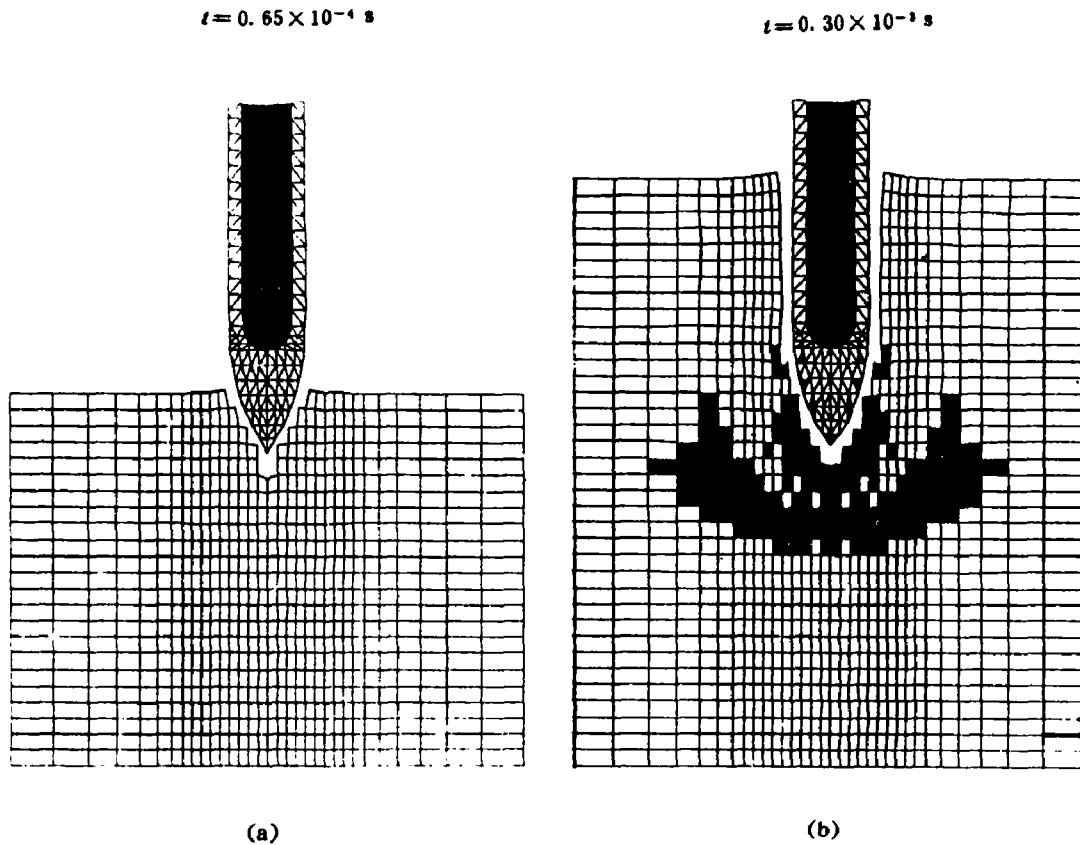 t = 0.65×10⁻⁴ s
t = 0.30×10⁻³ s
(a)
(b)